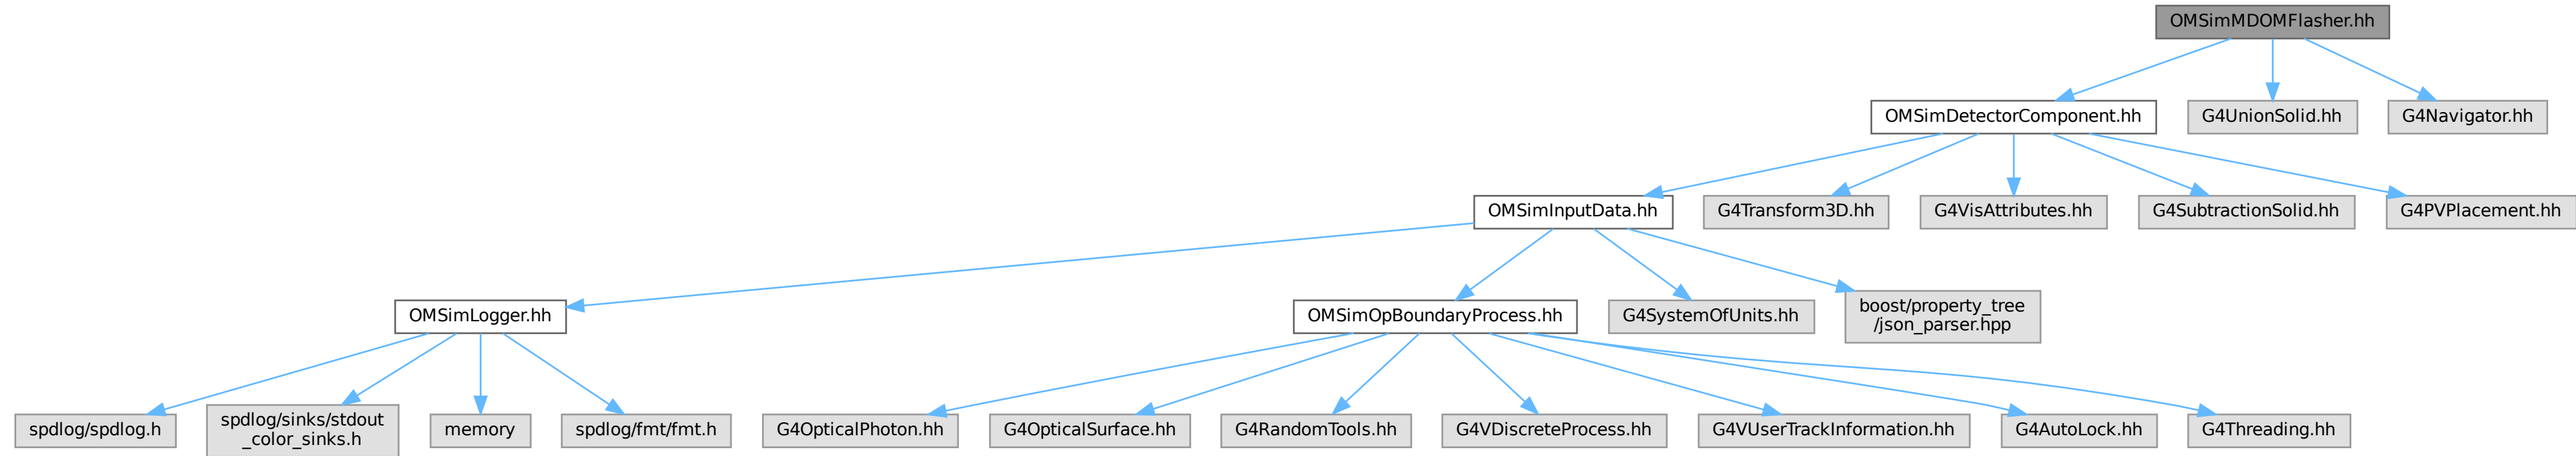 OMSimMDOMFlasher.hh
OMSimDetectorComponent.hh
G4UnionSolid.hh
G4Navigator.hh
OMSimInputData.hh
G4Transform3D.hh
G4VisAttributes.hh
G4SubtractionSolid.hh
G4PVPlacement.hh
OMSimLogger.hh
OMSimOpBoundaryProcess.hh
G4SystemOfUnits.hh
boost/property_tree
/json_parser.hpp
spdlog/spdlog.h
spdlog/sinks/stdout
_color_sinks.h
memory
spdlog/fmt/fmt.h
G4OpticalPhoton.hh
G4OpticalSurface.hh
G4RandomTools.hh
G4VDiscreteProcess.hh
G4VUserTrackInformation.hh
G4AutoLock.hh
G4Threading.hh